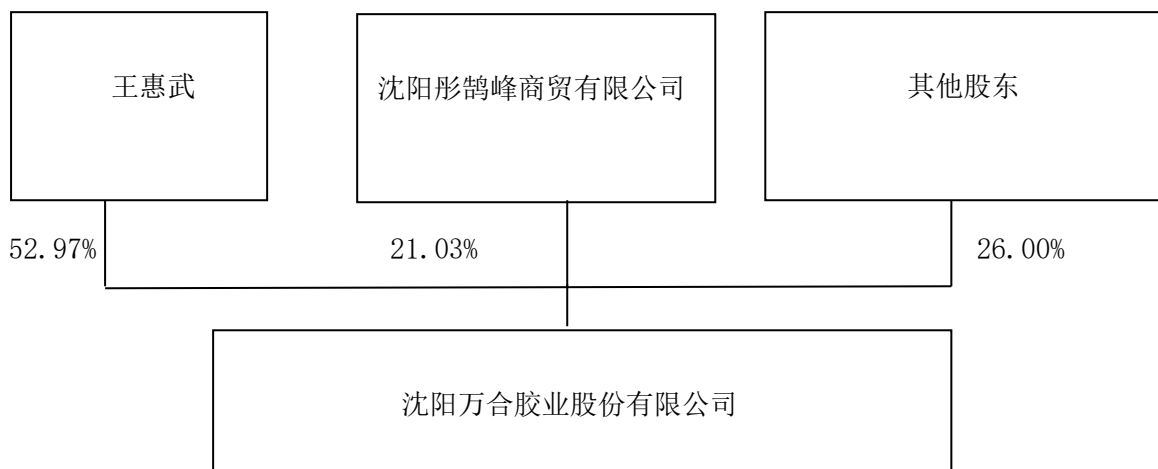 王惠武
沈阳彤鹄峰商贸有限公司
其他股东
52.97%
21.03%
26.00%
沈阳万合胶业股份有限公司